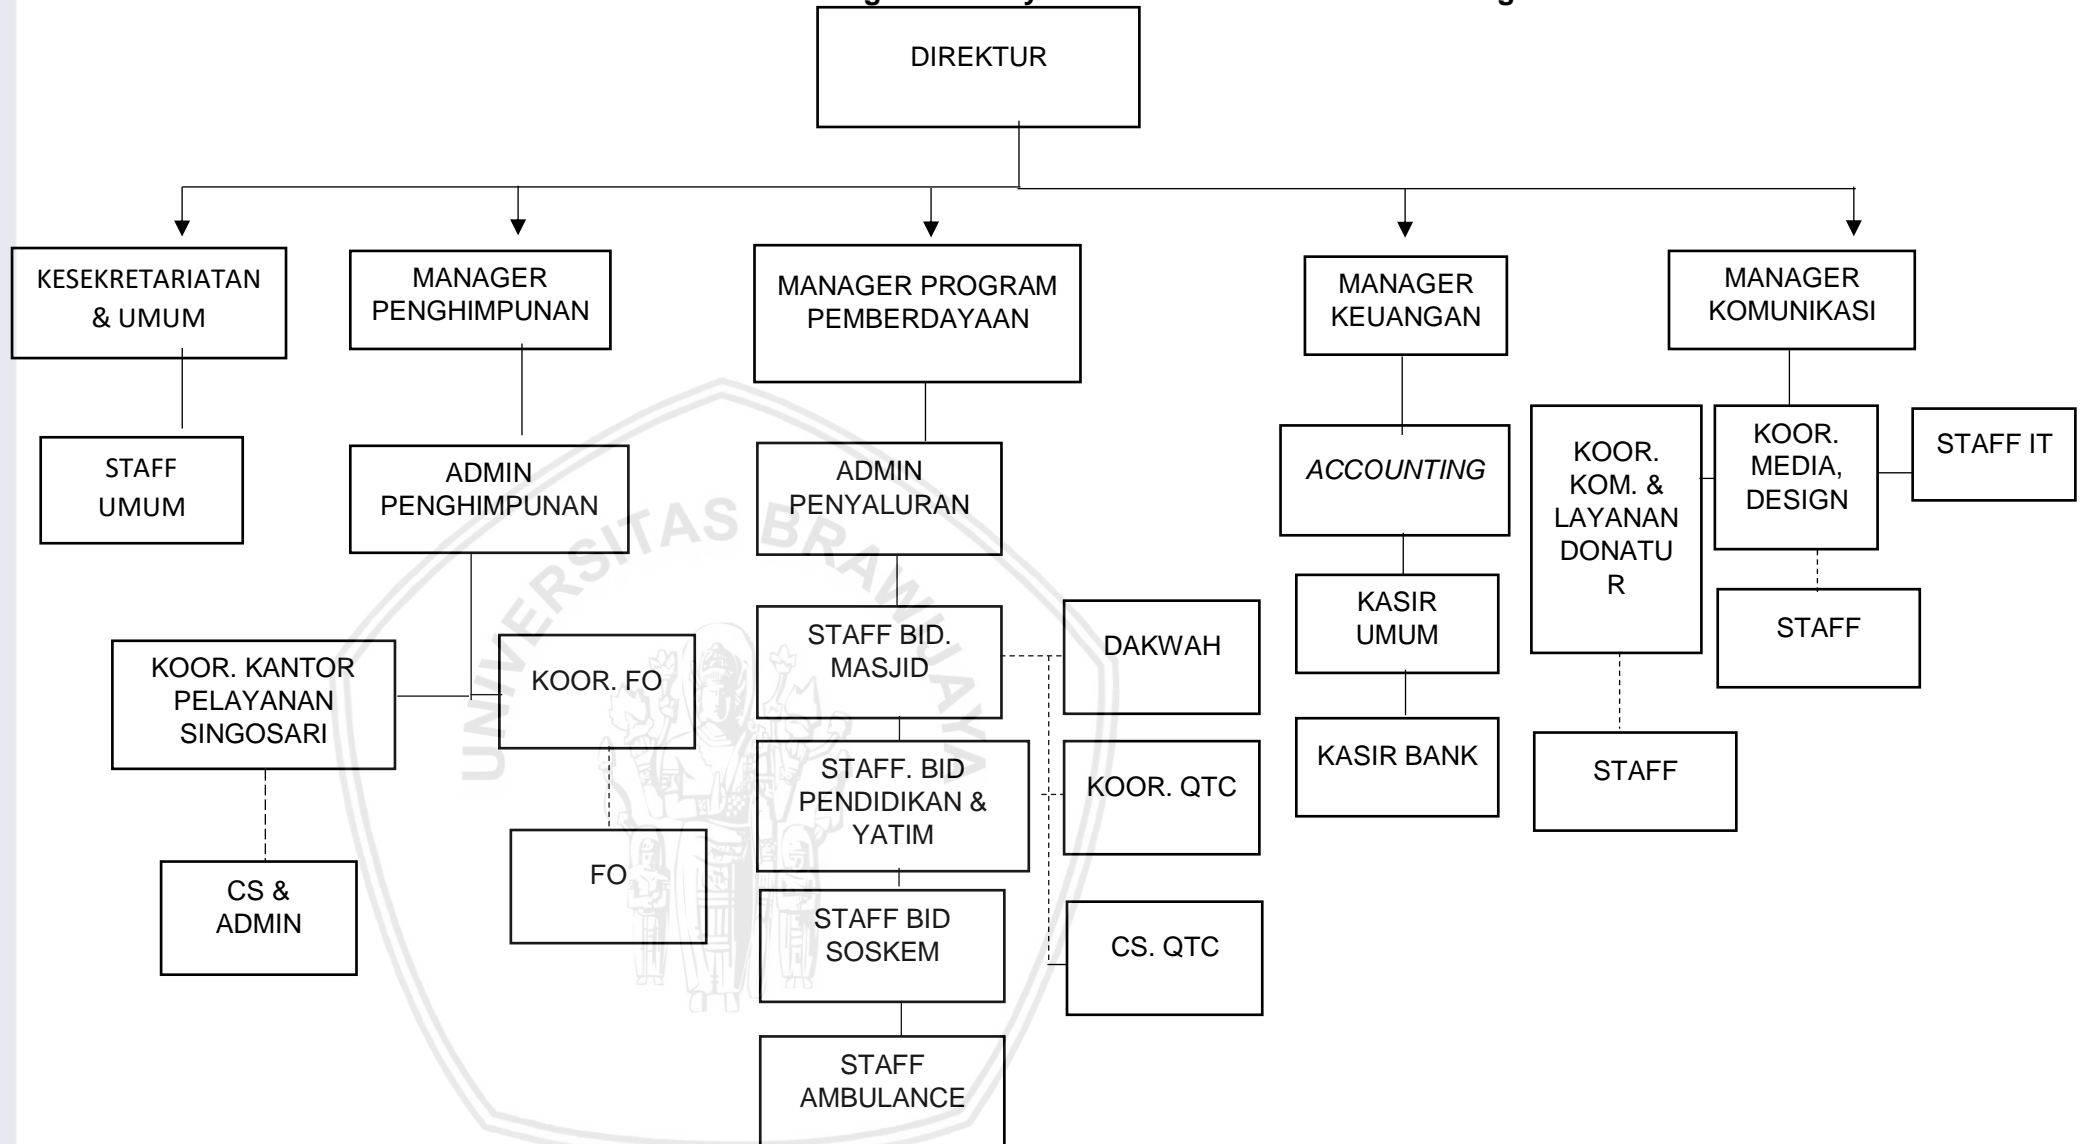 DIREKTUR
KESEKRETARIATAN
& UMUM
MANAGER
PENGHIMPUNAN
MANAGER PROGRAM
PEMBERDAYAAN
MANAGER
KEUANGAN
MANAGER
KOMUNIKASI
STAFF
UMUM
ADMIN
PENGHIMPUNAN
ADMIN
PENYALURAN
ACCOUNTING
KOOR.
KOM. &
LAYANAN
DONATU
R
KOOR.
MEDIA,
DESIGN
STAFF IT
KOOR. KANTOR
PELAYANAN
SINGOSARI
KOOR. FO
STAFF BID.
MASJID
DAKWAH
KASIR
UMUM
STAFF
STAFF. BID
PENDIDIKAN &
YATIM
KOOR. QTC
KASIR BANK
STAFF
CS &
ADMIN
FO
STAFF BID
SOSKEM
CS. QTC
STAFF
AMBULANCE
UNIVERSITAS BRAWIJAYA